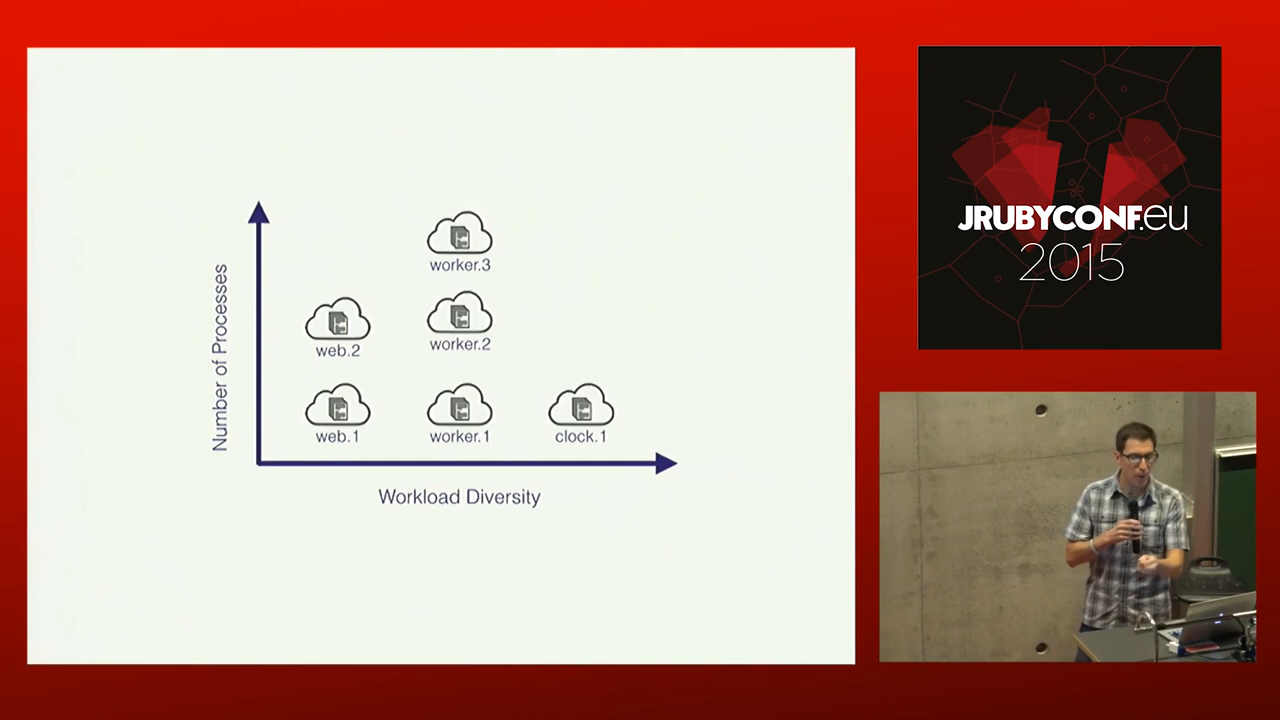 Number of Processes
worker.3
web.2
worker.2
web.1
worker.1
clock.1
Workload Diversity
JRUBYCONF.eu
2015